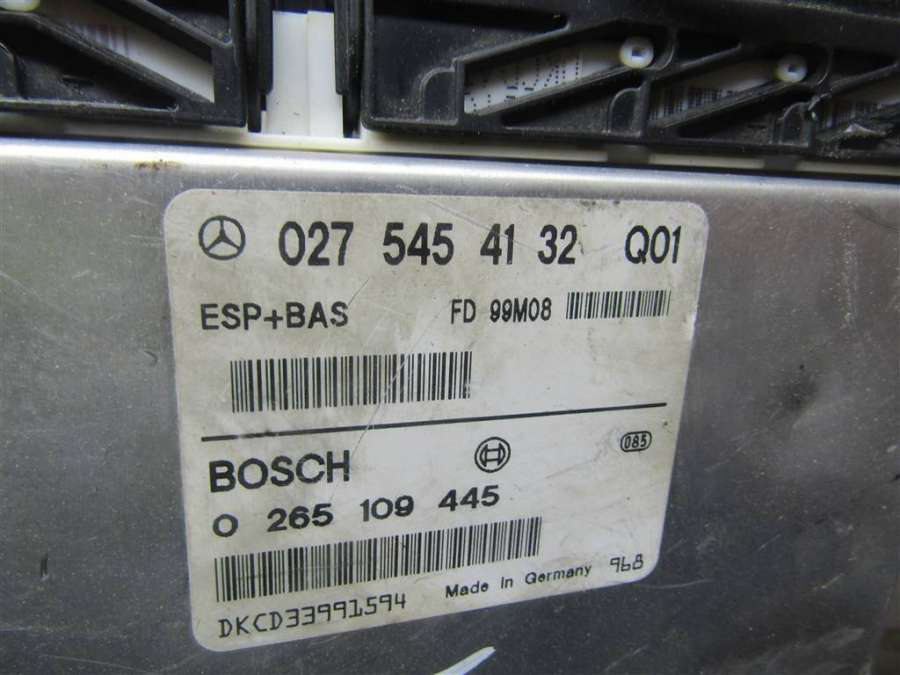 027 545 41 32 Q01
ESP+BAS FD 99M08
085
BOSCH
0 265 109 445
Made in Germany 968
DKCD33991594